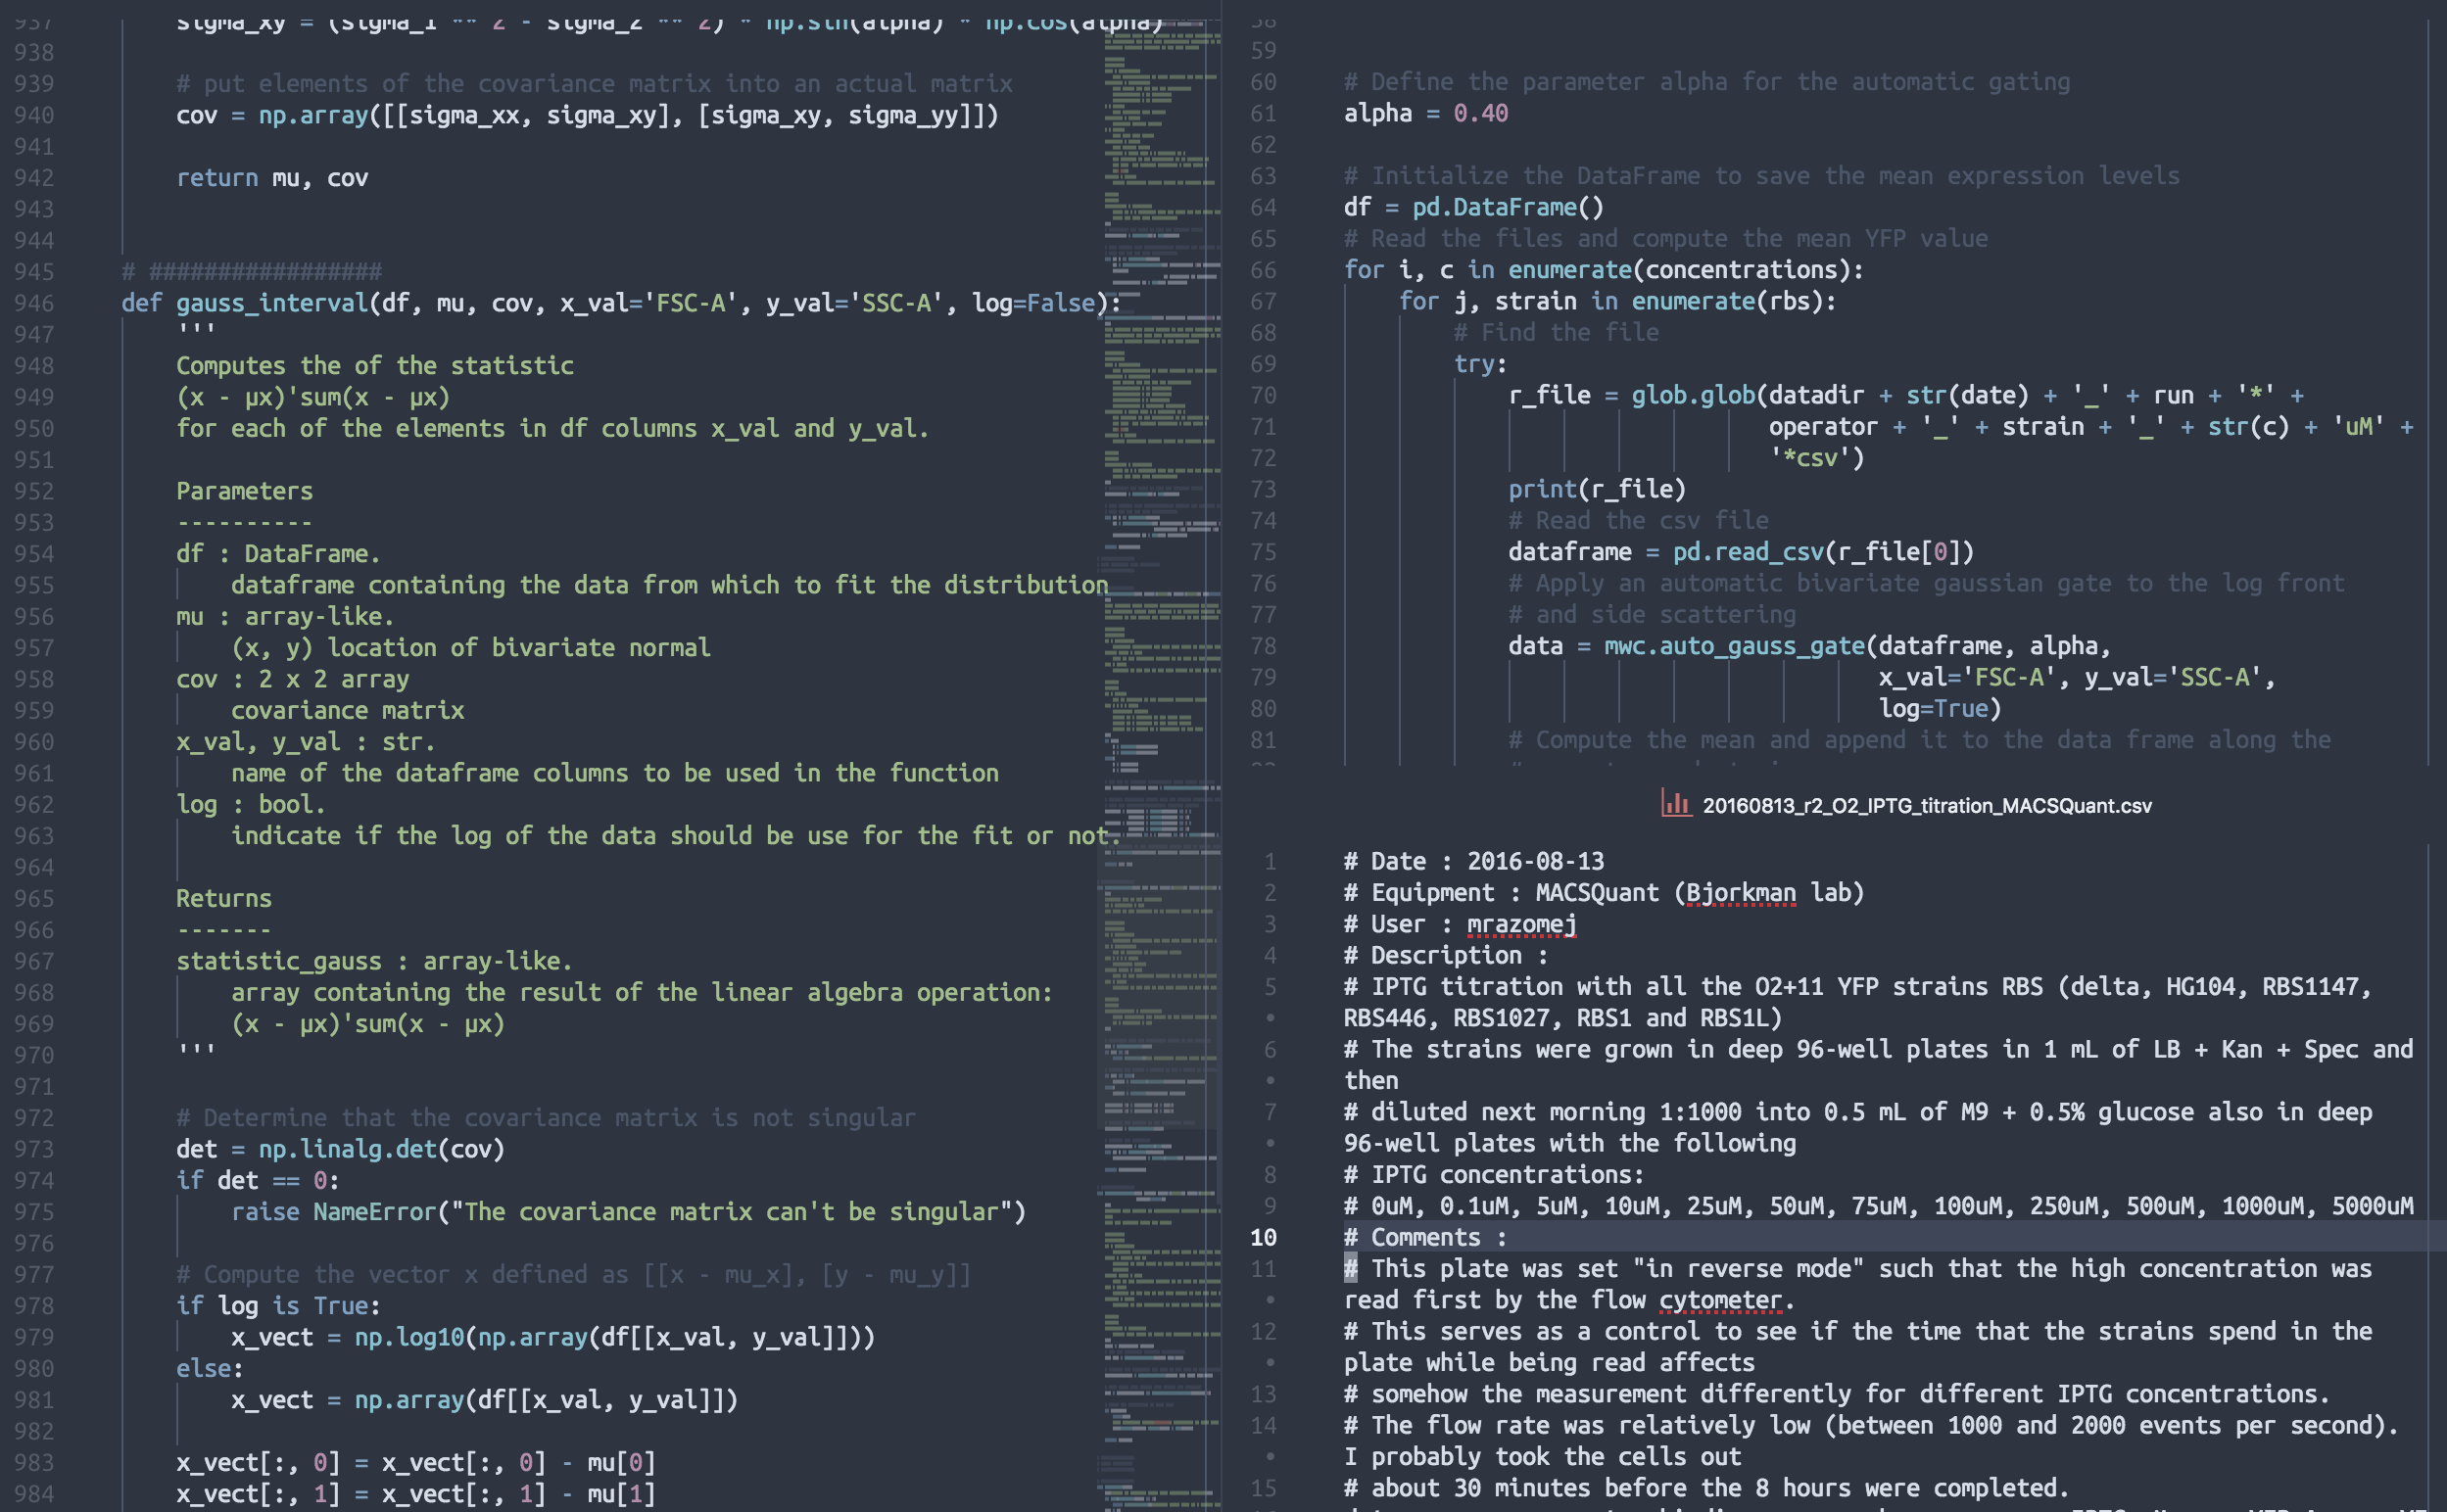 937 sigma_xy = (sigma_1 ** 2 - sigma_2 ** 2) * np.sin(alpha) * np.cos(alpha)
938
939 # put elements of the covariance matrix into an actual matrix
940 cov = np.array([[sigma_xx, sigma_xy], [sigma_xy, sigma_yy]])
941
942 return mu, cov
943
944
945 # #################
946 def gauss_interval(df, mu, cov, x_val='FSC-A', y_val='SSC-A', log=False):
947 '''
948 Computes the of the statistic
949 (x - μx)'sum(x - μx)
950 for each of the elements in df columns x_val and y_val.
951
952 Parameters
953 ----------
954 df : DataFrame.
955 dataframe containing the data from which to fit the distribution
956 mu : array-like.
957 (x, y) location of bivariate normal
958 cov : 2 x 2 array
959 covariance matrix
960 x_val, y_val : str.
961 name of the dataframe columns to be used in the function
962 log : bool.
963 indicate if the log of the data should be use for the fit or not.
964
965 Returns
966 -------
967 statistic_gauss : array-like.
968 array containing the result of the linear algebra operation:
969 (x - μx)'sum(x - μx)
970 '''
971
972 # Determine that the covariance matrix is not singular
973 det = np.linalg.det(cov)
974 if det == 0:
975 raise NameError("The covariance matrix can't be singular")
976
977 # Compute the vector x defined as [[x - mu_x], [y - mu_y]]
978 if log is True:
979 x_vect = np.log10(np.array(df[[x_val, y_val]]))
980 else:
981 x_vect = np.array(df[[x_val, y_val]])
982
983 x_vect[:, 0] = x_vect[:, 0] - mu[0]
984 x_vect[:, 1] = x_vect[:, 1] - mu[1]
58
59
60 # Define the parameter alpha for the automatic gating
61 alpha = 0.40
62
63 # Initialize the DataFrame to save the mean expression levels
64 df = pd.DataFrame()
65 # Read the files and compute the mean YFP value
66 for i, c in enumerate(concentrations):
67 for j, strain in enumerate(rbs):
68 # Find the file
69 try:
70 r_file = glob.glob(datadir + str(date) + '_' + run + '*' +
71 operator + '_' + strain + '_' + str(c) + 'uM' +
72 '*csv')
73 print(r_file)
74 # Read the csv file
75 dataframe = pd.read_csv(r_file[0])
76 # Apply an automatic bivariate gaussian gate to the log front
77 # and side scattering
78 data = mwc.auto_gauss_gate(dataframe, alpha,
79 x_val='FSC-A', y_val='SSC-A',
80 log=True)
81 # Compute the mean and append it to the data frame along the
20160813_r2_O2_IPTG_titration_MACSQuant.csv
1 # Date : 2016-08-13
2 # Equipment : MACSQuant (Bjorkman lab)
3 # User : mrazomej
4 # Description :
5 # IPTG titration with all the O2+11 YFP strains RBS (delta, HG104, RBS1147,
• RBS446, RBS1027, RBS1 and RBS1L)
6 # The strains were grown in deep 96-well plates in 1 mL of LB + Kan + Spec and
• then
7 # diluted next morning 1:1000 into 0.5 mL of M9 + 0.5% glucose also in deep
• 96-well plates with the following
8 # IPTG concentrations:
9 # 0uM, 0.1uM, 5uM, 10uM, 25uM, 50uM, 75uM, 100uM, 250uM, 500uM, 1000uM, 5000uM
10 # Comments :
11 # This plate was set "in reverse mode" such that the high concentration was
• read first by the flow cytometer.
12 # This serves as a control to see if the time that the strains spend in the
• plate while being read affects
13 # somehow the measurement differently for different IPTG concentrations.
14 # The flow rate was relatively low (between 1000 and 2000 events per second).
• I probably took the cells out
15 # about 30 minutes before the 8 hours were completed.